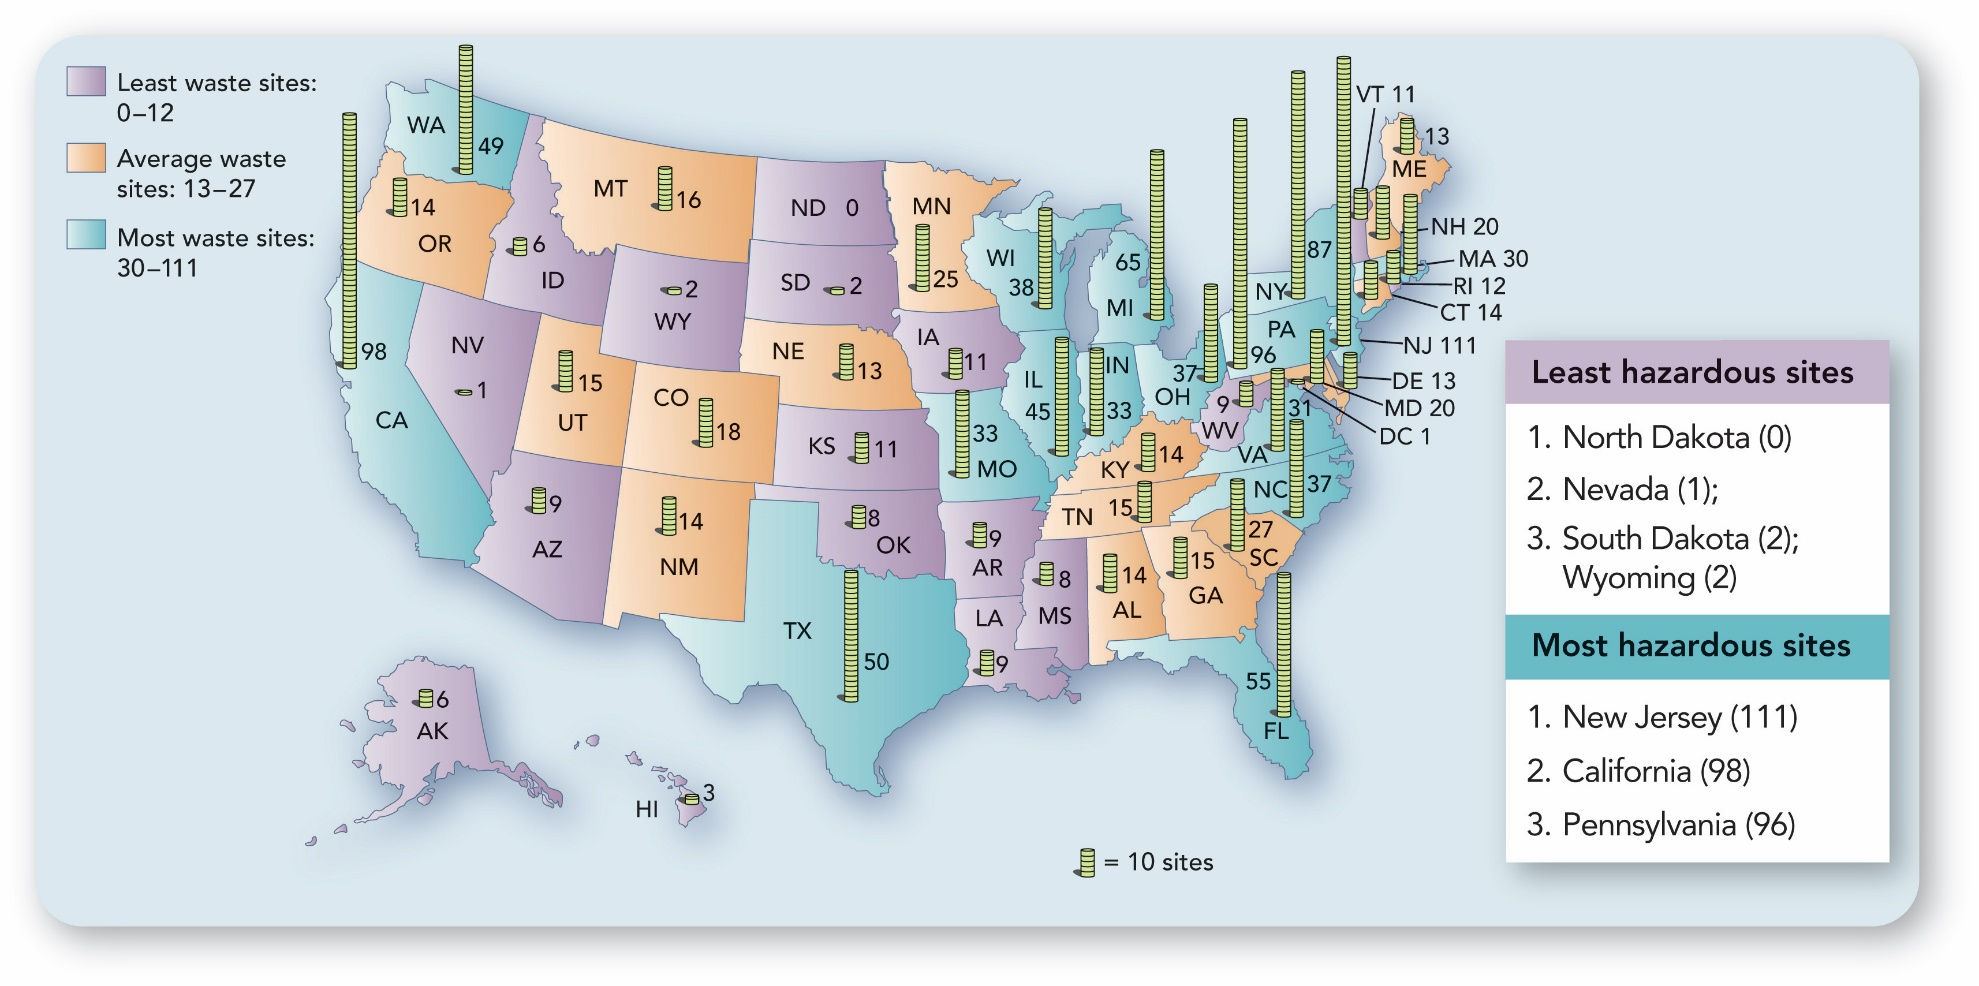 Least waste sites:
0–12
Average waste
sites: 13–27
Most waste sites:
30–111
WA
49
14
OR
6
ID
MT
16
ND 0
MN
25
WI
38
65
MI
98
CA
NV
1
15
UT
2
WY
SD
2
NE
13
IA
11
CO
18
KS
11
33
MO
IL
45
IN
33
37
OH
9
WV
96
PA
NY
87
VT 11
13
ME
NH 20
MA 30
RI 12
CT 14
NJ 111
DE 13
MD 20
DC 1
31
VA
KY
14
TN
15
NC
37
27
SC
15
GA
14
AL
8
MS
9
AR
LA
9
8
OK
TX
50
14
NM
9
AZ
55
FL
6
AK
HI
3
= 10 sites
Least hazardous sites
1. North Dakota (0)
2. Nevada (1);
3. South Dakota (2);
Wyoming (2)
Most hazardous sites
1. New Jersey (111)
2. California (98)
3. Pennsylvania (96)